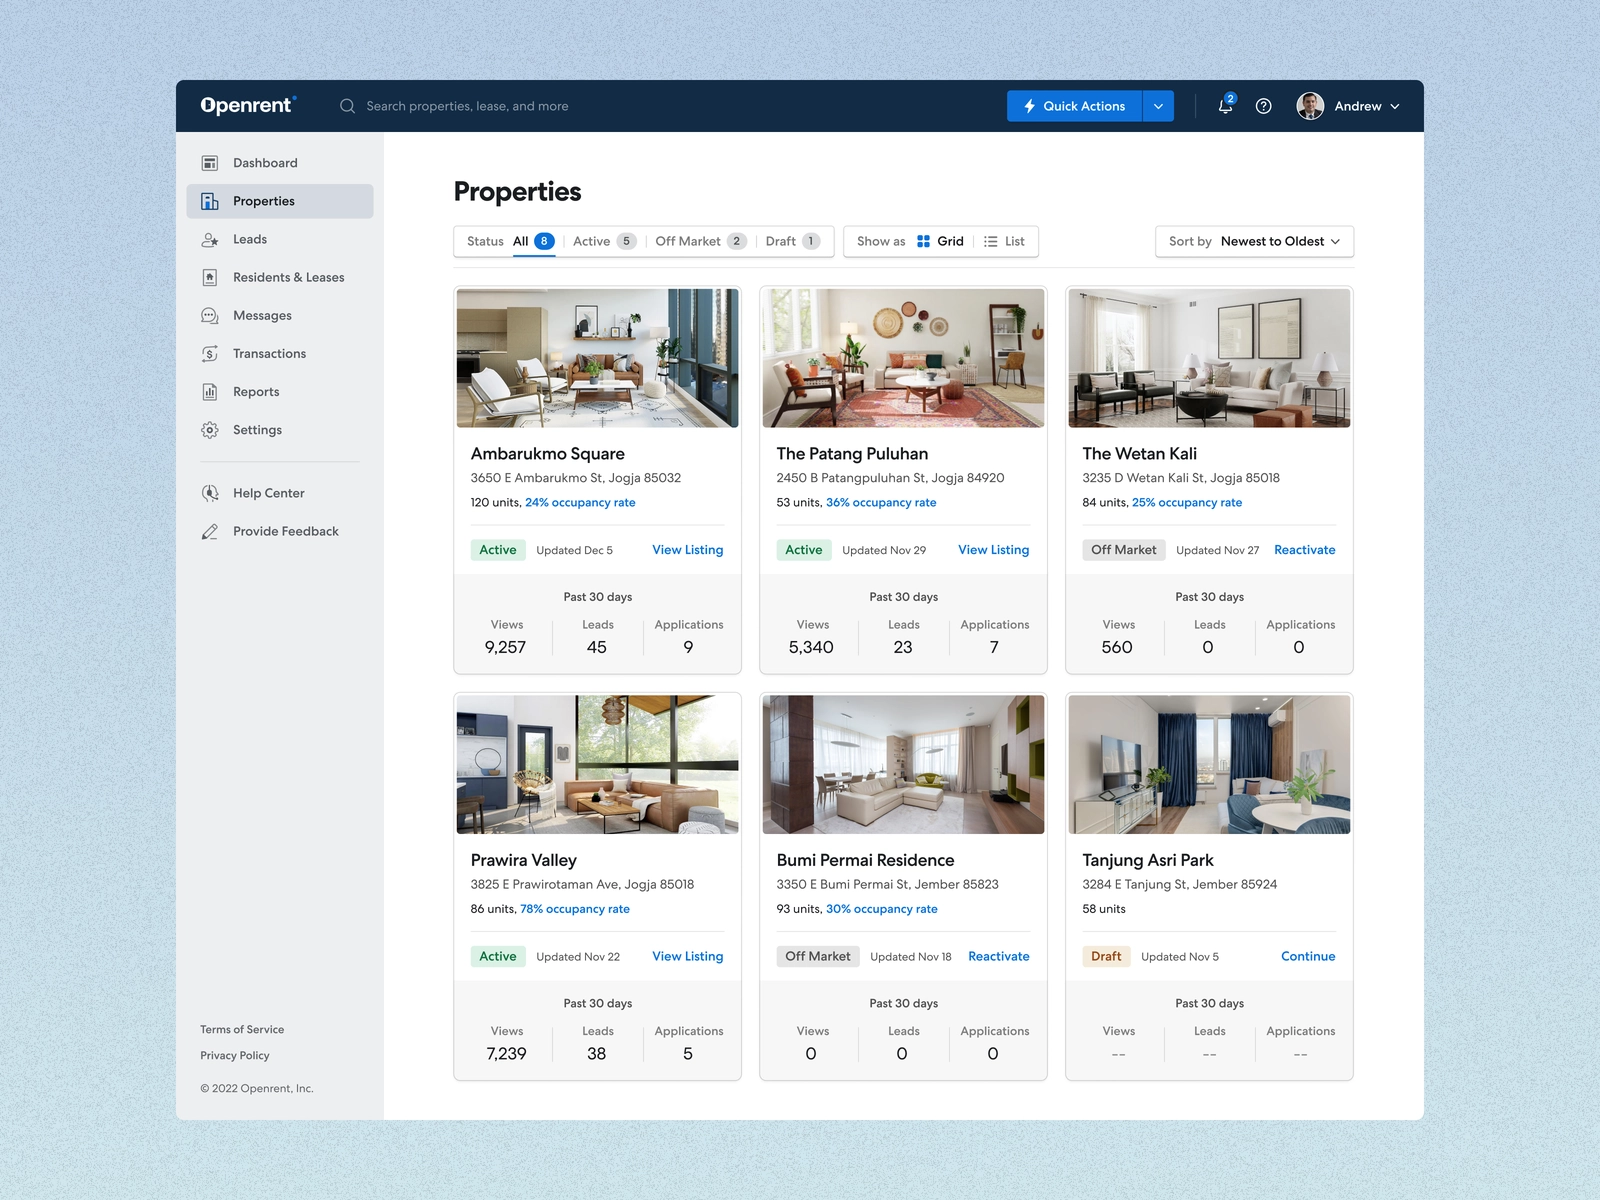 Openrent
Search properties, lease, and more
Quick Actions
2
Andrew
Dashboard
Properties
Leads
Residents & Leases
Messages
Transactions
Reports
Settings
Help Center
Provide Feedback
Terms of Service
Privacy Policy
© 2022 Openrent, Inc.
Properties
Status All 8 Active 5 Off Market 2 Draft 1
Show as Grid List
Sort by Newest to Oldest
Ambarukmo Square
3650 E Ambarukmo St, Jogja 85032
120 units, 24% occupancy rate
Active Updated Dec 5 View Listing
Past 30 days
Views Leads Applications
9,257 45 9
The Patang Puluhan
2450 B Patangpuluhan St, Jogja 84920
53 units, 36% occupancy rate
Active Updated Nov 29 View Listing
Past 30 days
Views Leads Applications
5,340 23 7
The Wetan Kali
3235 D Wetan Kali St, Jogja 85018
84 units, 25% occupancy rate
Off Market Updated Nov 27 Reactivate
Past 30 days
Views Leads Applications
560 0 0
Prawira Valley
3825 E Prawirotaman Ave, Jogja 85018
86 units, 78% occupancy rate
Active Updated Nov 22 View Listing
Past 30 days
Views Leads Applications
7,239 38 5
Bumi Permai Residence
3350 E Bumi Permai St, Jember 85823
93 units, 30% occupancy rate
Off Market Updated Nov 18 Reactivate
Past 30 days
Views Leads Applications
0 0 0
Tanjung Asri Park
3284 E Tanjung St, Jember 85924
58 units
Draft Updated Nov 5 Continue
Past 30 days
Views Leads Applications
-- -- --